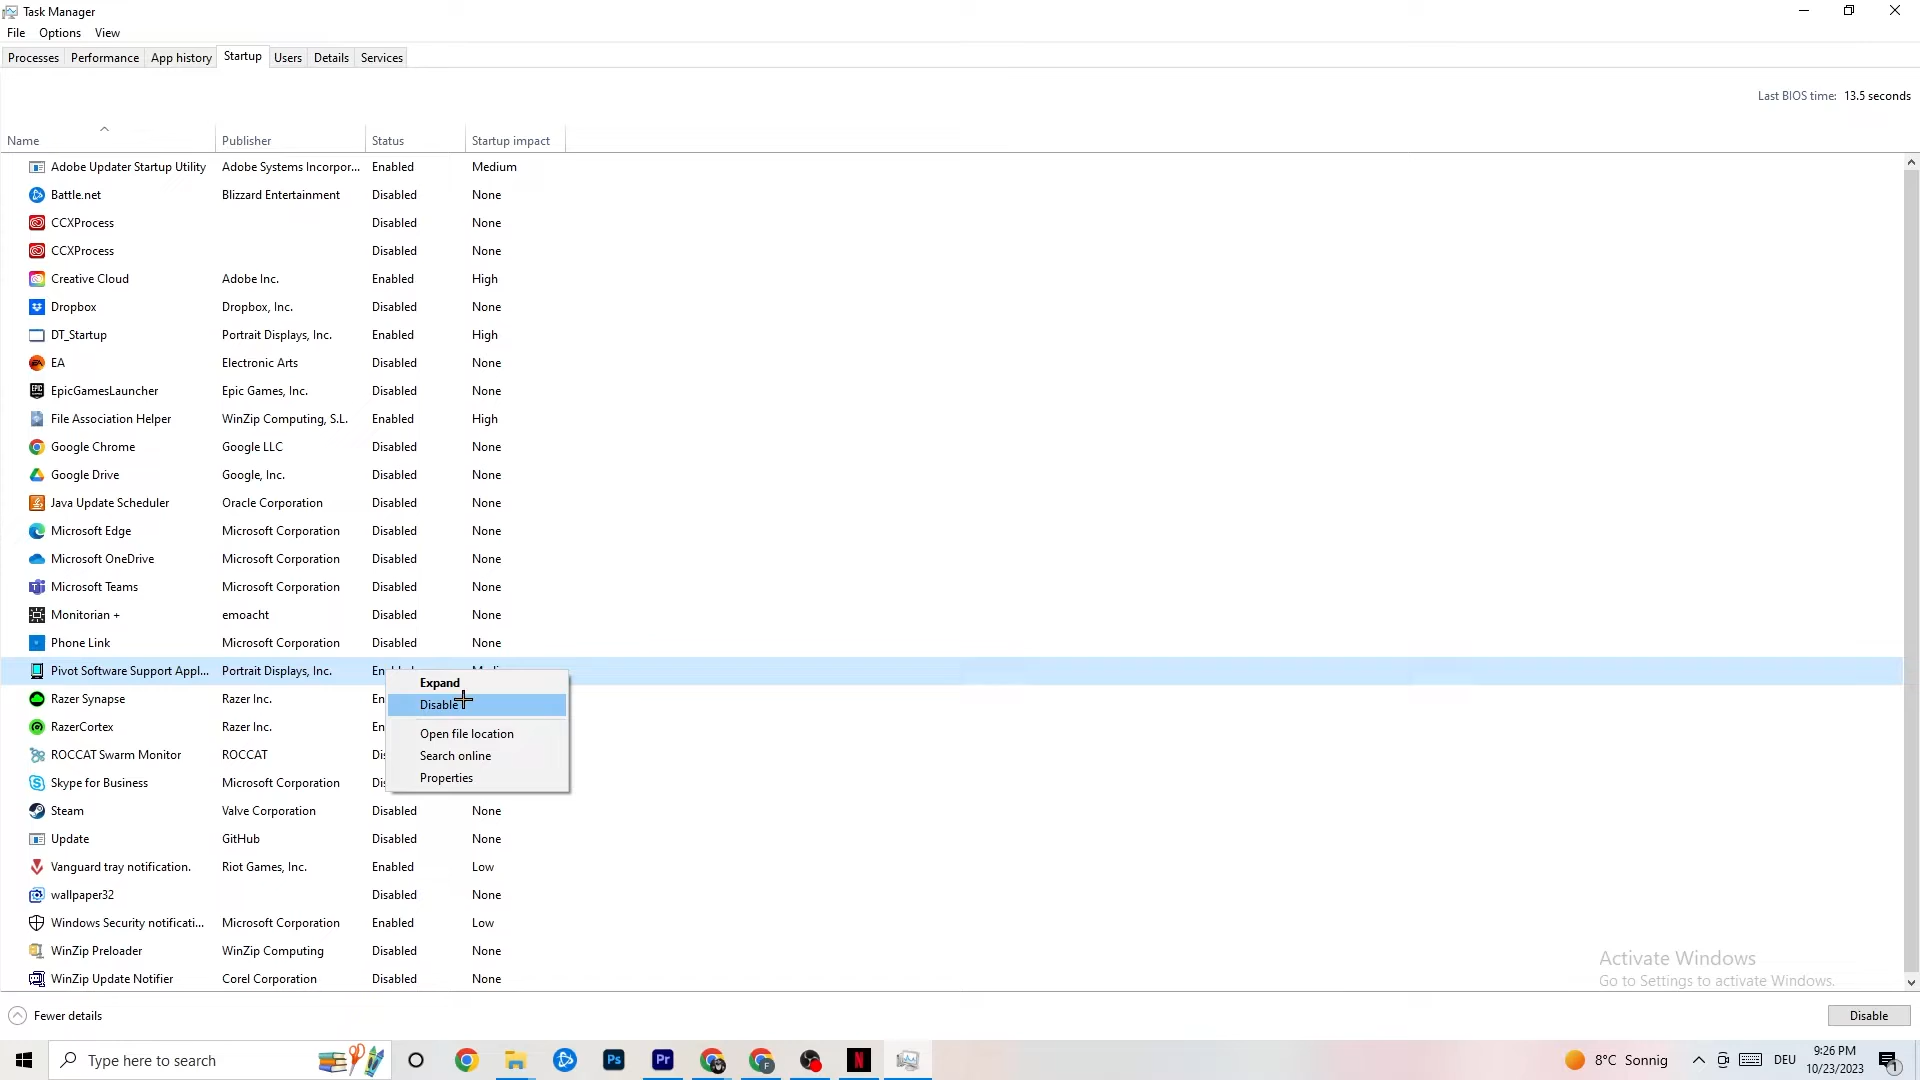 Task Manager
File Options View
Processes Performance App history Startup Users Details Services
Last BIOS time: 13.5 seconds
Name Publisher Status Startup impact
Adobe Updater Startup Utility Adobe Systems Incorpor... Enabled Medium
Battle.net Blizzard Entertainment Disabled None
CCXProcess Disabled None
CCXProcess Disabled None
Creative Cloud Adobe Inc. Enabled High
Dropbox Dropbox, Inc. Disabled None
DT_Startup Portrait Displays, Inc. Enabled High
EA Electronic Arts Disabled None
EpicGamesLauncher Epic Games, Inc. Disabled None
File Association Helper WinZip Computing, S.L. Enabled High
Google Chrome Google LLC Disabled None
Google Drive Google, Inc. Disabled None
Java Update Scheduler Oracle Corporation Disabled None
Microsoft Edge Microsoft Corporation Disabled None
Microsoft OneDrive Microsoft Corporation Disabled None
Microsoft Teams Microsoft Corporation Disabled None
Monitorian + emoacht Disabled None
Phone Link Microsoft Corporation Disabled None
Pivot Software Support Appl... Portrait Displays, Inc.
Expand
Razer Synapse Razer Inc.
Disable
RazerCortex Razer Inc.
Open file location
ROCCAT Swarm Monitor ROCCAT
Search online
Skype for Business Microsoft Corporation
Properties
Steam Valve Corporation Disabled None
Update GitHub Disabled None
Vanguard tray notification. Riot Games, Inc. Enabled Low
wallpaper32 Disabled None
Windows Security notificati... Microsoft Corporation Enabled Low
WinZip Preloader WinZip Computing Disabled None
WinZip Update Notifier Corel Corporation Disabled None
Activate Windows
Go to Settings to activate Windows.
Fewer details Disable
Type here to search Ps Pr F N 8°C Sonnig DEU 9:26 PM
10/23/2023 1